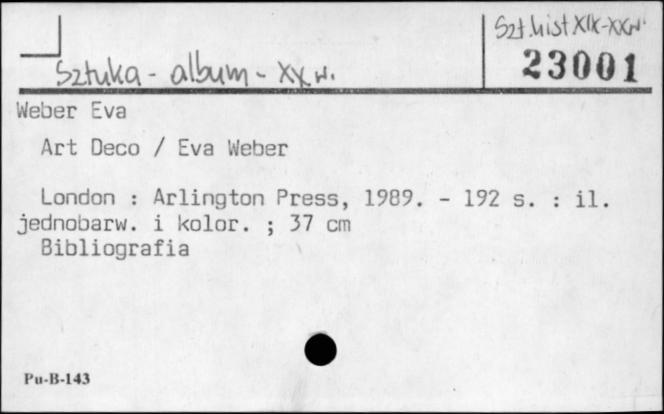 Szt. hist XIX-XXw.
Sztuka - album - XX w.
23001
Weber Eva
Art Deco / Eva Weber
London : Arlington Press, 1989. - 192 s. : il.
jednobarw. i kolor. ; 37 cm
Bibliografia
Pu-B-143